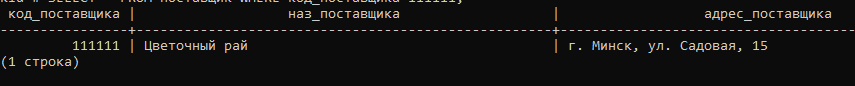 код_поставщика | наз_поставщика | адрес_поставщика
111111 | Цветочный рай | г. Минск, ул. Садовая, 15
(1 строка)